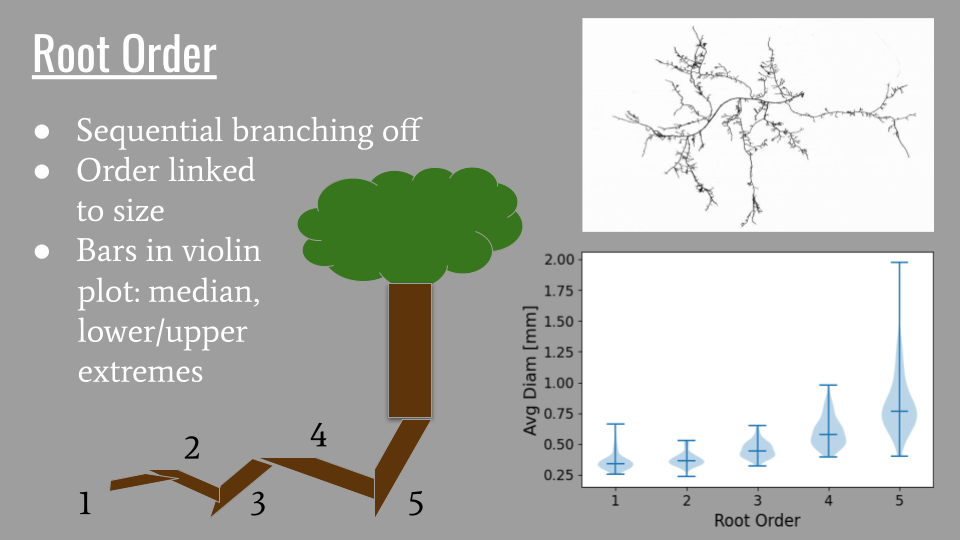 Root Order
● Sequential branching off
● Order linked
to size
● Bars in violin
plot: median,
lower/upper
extremes
1
2
3
4
5
2.00
1.75
1.50
1.25
1.00
0.75
0.50
0.25
Avg Diam [mm]
1 2 3 4 5
Root Order